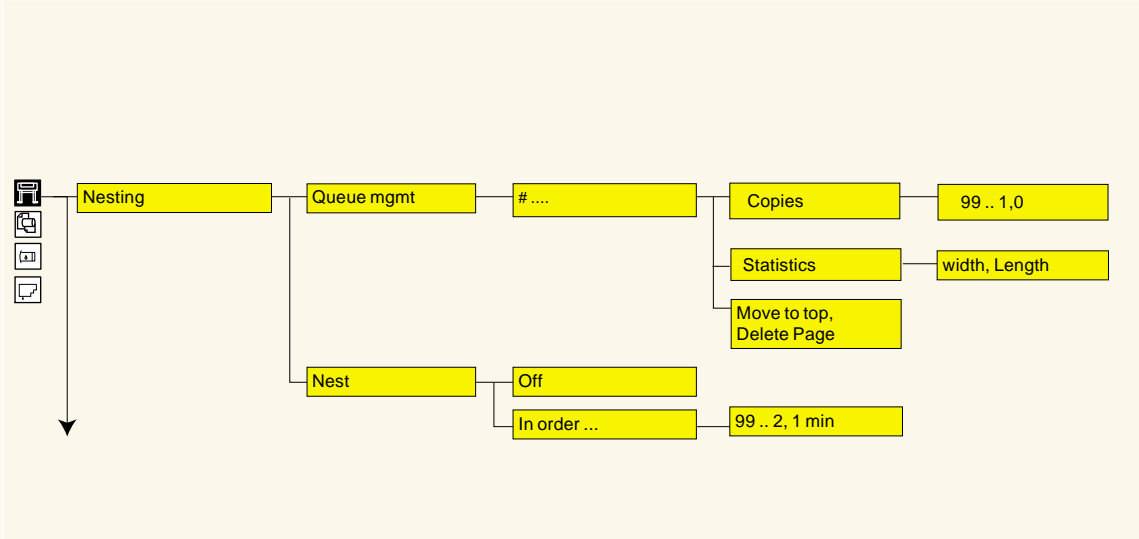 Nesting
Queue mgmt
# ....
Copies
99 .. 1,0
Statistics
width, Length
Move to top,
Delete Page
Nest
Off
In order ...
99 .. 2, 1 min